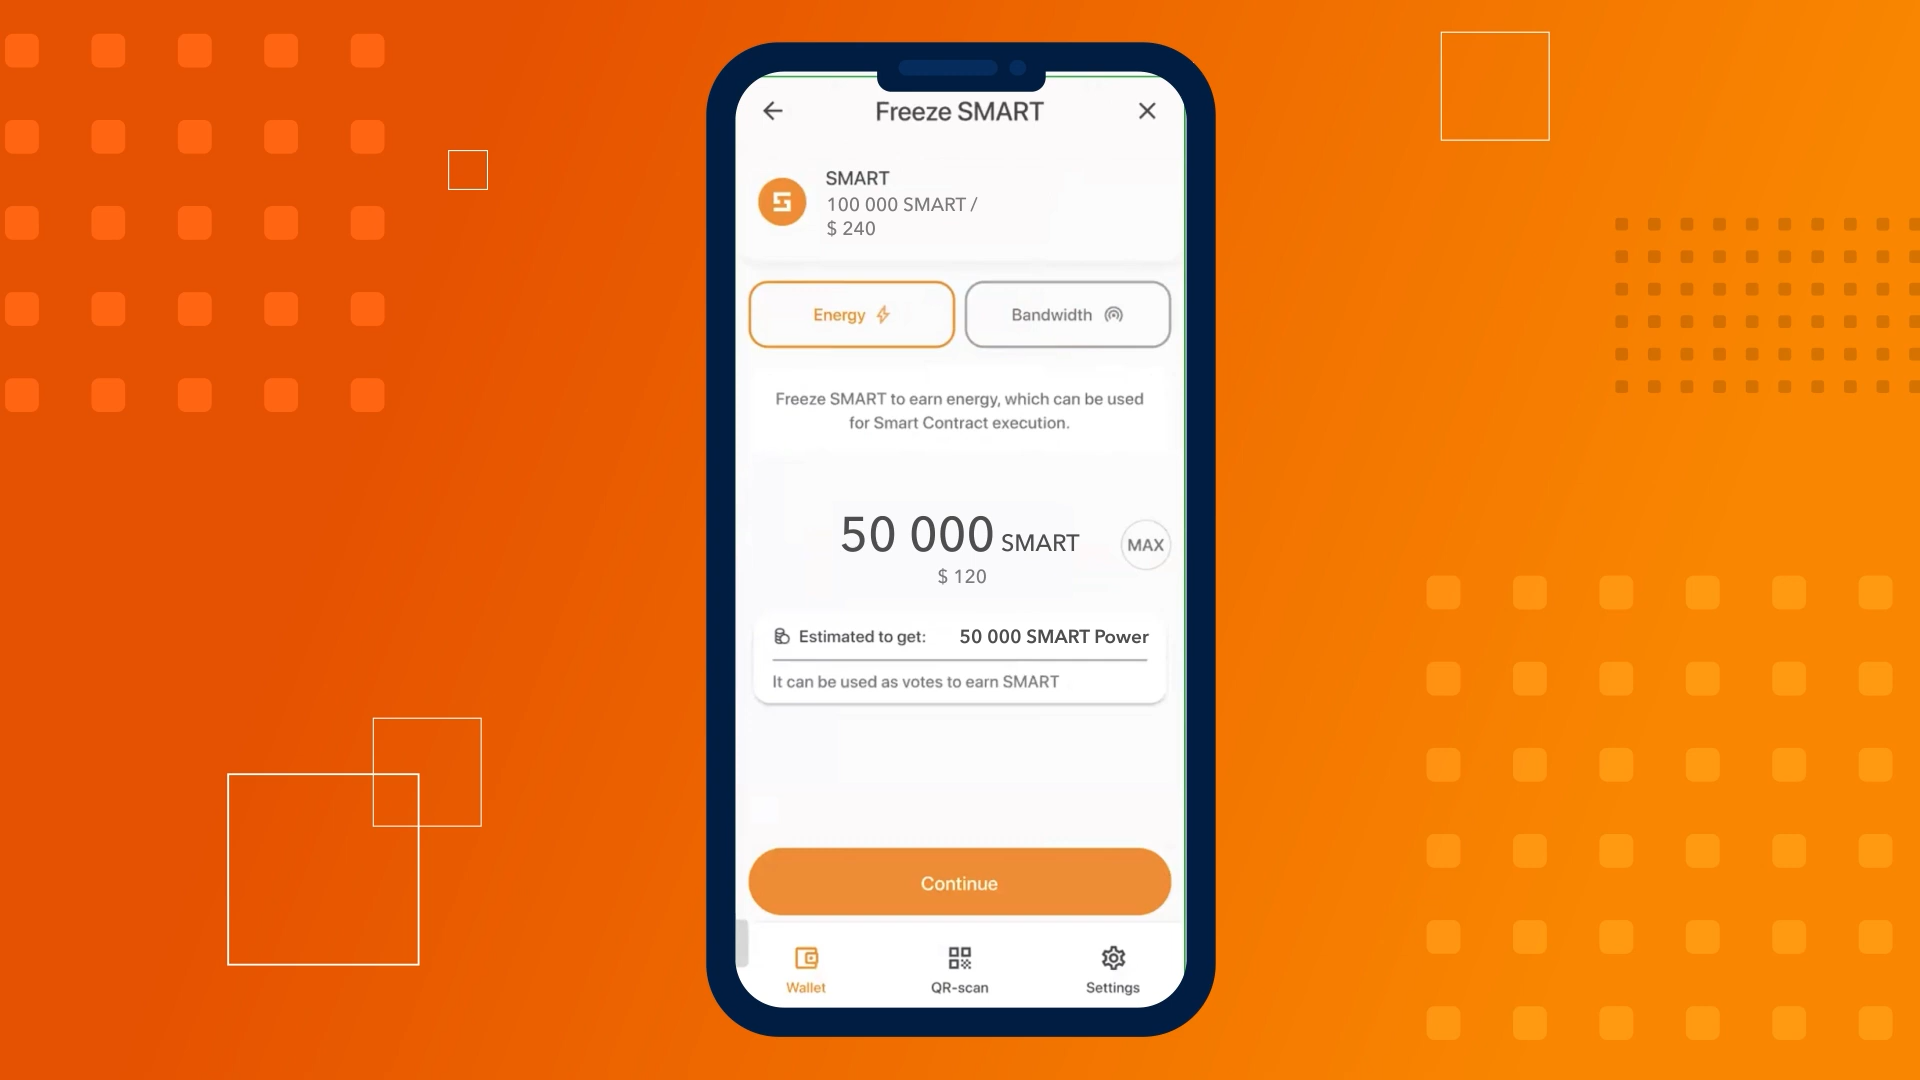 Freeze SMART
SMART
100 000 SMART /
$ 240
Energy
Bandwidth
Freeze SMART to earn energy, which can be used
for Smart Contract execution.
50 000 SMART
MAX
$ 120
Estimated to get: 50 000 SMART Power
It can be used as votes to earn SMART
Continue
Wallet
QR-scan
Settings